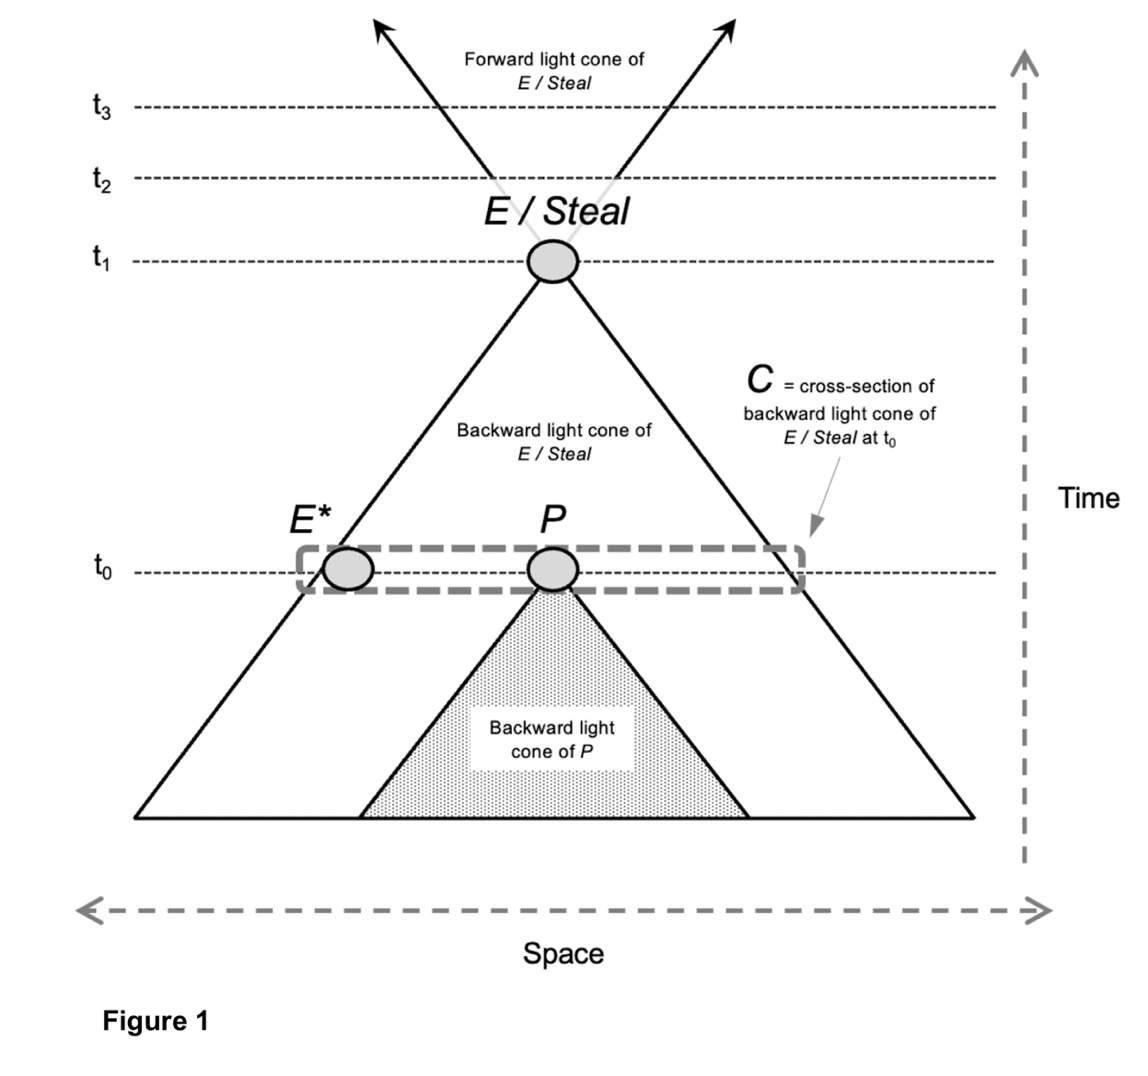 Forward light cone of
E / Steal
t3
t2
E / Steal
t1
C = cross-section of
backward light cone of
E / Steal at t0
Backward light cone of
E / Steal
Time
E*
P
t0
Backward light
cone of P
Space
Figure 1